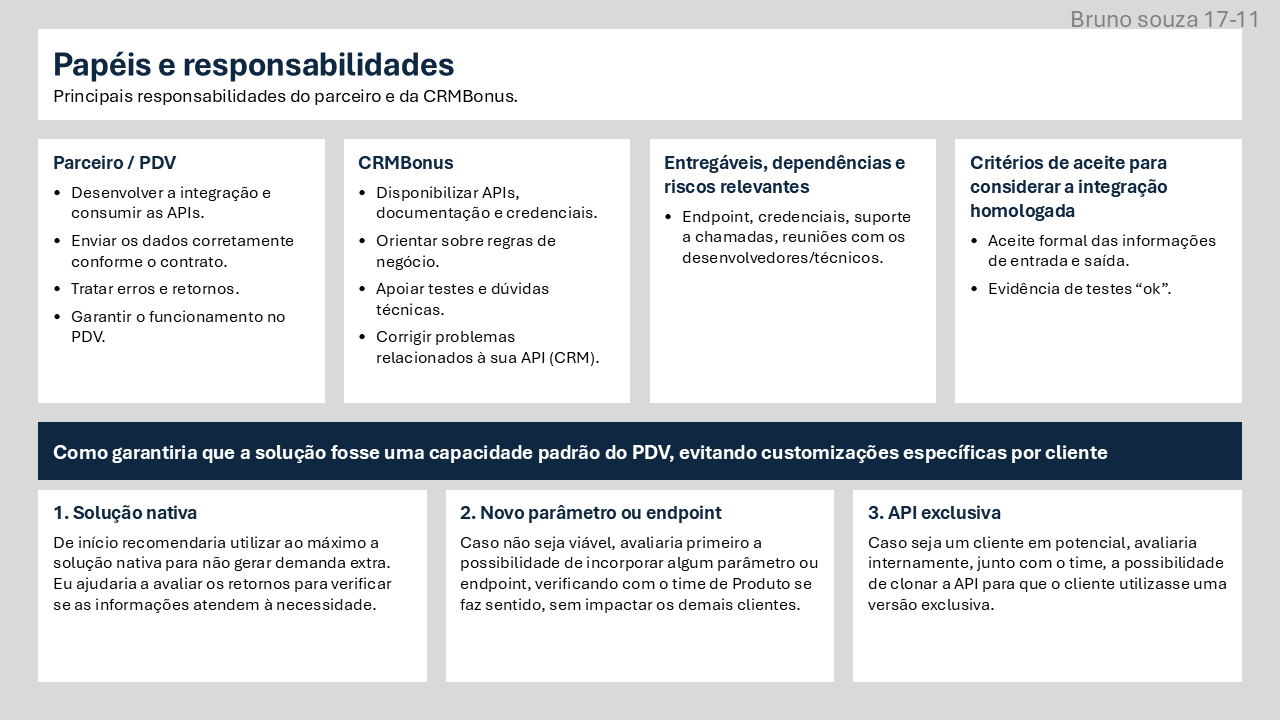 Bruno souza 17-11
Papéis e responsabilidades
Principais responsabilidades do parceiro e da CRMBonus.
Parceiro / PDV
• Desenvolver a integração e
consumir as APIs.
• Enviar os dados corretamente
conforme o contrato.
• Tratar erros e retornos.
• Garantir o funcionamento no
PDV.
CRMBonus
• Disponibilizar APIs,
documentação e credenciais.
• Orientar sobre regras de
negócio.
• Apoiar testes e dúvidas
técnicas.
• Corrigir problemas
relacionados à sua API (CRM).
Entregáveis, dependências e
riscos relevantes
• Endpoint, credenciais, suporte
a chamadas, reuniões com os
desenvolvedores/técnicos.
Critérios de aceite para
considerar a integração
homologada
• Aceite formal das informações
de entrada e saída.
• Evidência de testes “ok”.
Como garantiria que a solução fosse uma capacidade padrão do PDV, evitando customizações específicas por cliente
1. Solução nativa
De início recomendaria utilizar ao máximo a
solução nativa para não gerar demanda extra.
Eu ajudaria a avaliar os retornos para verificar
se as informações atendem à necessidade.
2. Novo parâmetro ou endpoint
Caso não seja viável, avaliaria primeiro a
possibilidade de incorporar algum parâmetro ou
endpoint, verificando com o time de Produto se
faz sentido, sem impactar os demais clientes.
3. API exclusiva
Caso seja um cliente em potencial, avaliaria
internamente, junto com o time, a possibilidade
de clonar a API para que o cliente utilizasse uma
versão exclusiva.